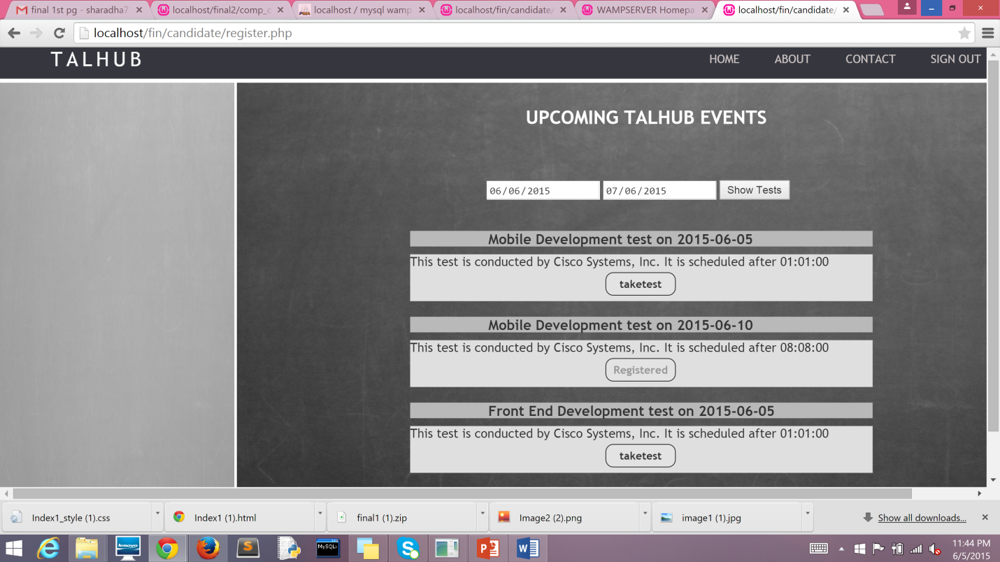 final 1st pg - sharadha7
localhost/final2/comp_d
localhost / mysql wamp
localhost/fin/candidate/
WAMPSERVER Homepa
localhost/fin/candidate/
localhost/fin/candidate/register.php
TALHUB
HOME ABOUT CONTACT SIGN OUT
UPCOMING TALHUB EVENTS
06/06/2015 07/06/2015 Show Tests
Mobile Development test on 2015-06-05
This test is conducted by Cisco Systems, Inc. It is scheduled after 01:01:00
taketest
Mobile Development test on 2015-06-10
This test is conducted by Cisco Systems, Inc. It is scheduled after 08:08:00
Registered
Front End Development test on 2015-06-05
This test is conducted by Cisco Systems, Inc. It is scheduled after 01:01:00
taketest
Index1_style (1).css
Index1 (1).html
final1 (1).zip
Image2 (2).png
image1 (1).jpg
Show all downloads...
lenovo
MySQL>
11:44 PM
6/5/2015